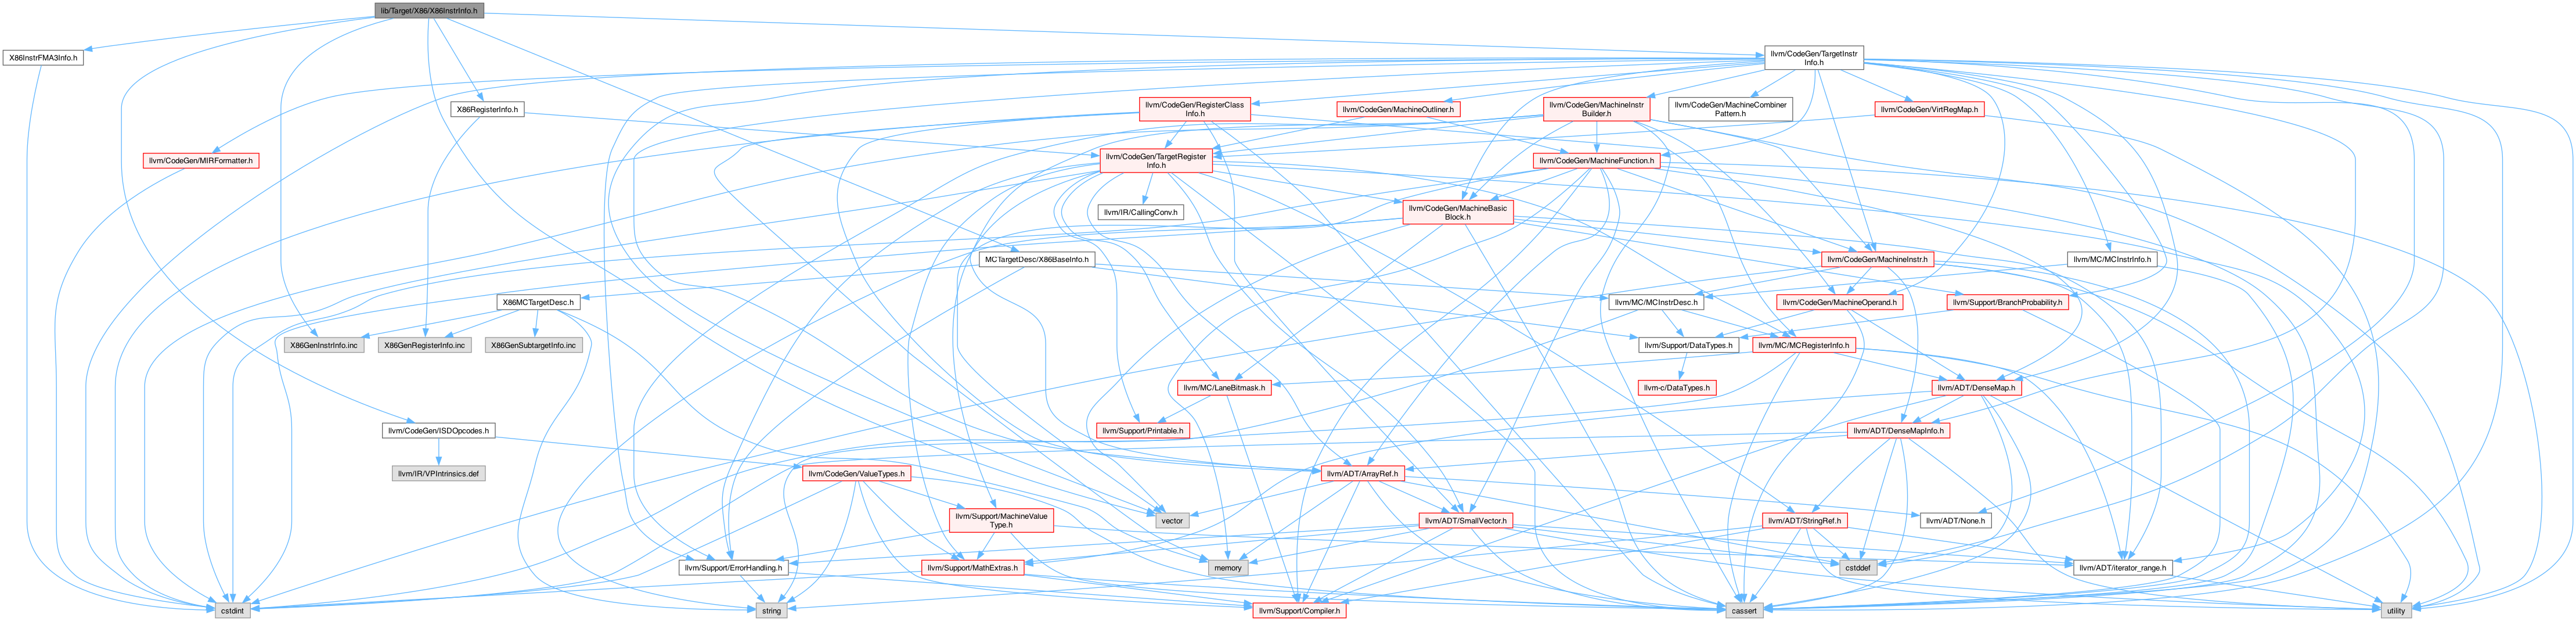 lib/Target/X86/X86InstrInfo.h
X86InstrFMA3Info.h
llvm/CodeGen/TargetInstr
Info.h
X86RegisterInfo.h
llvm/CodeGen/RegisterClass
Info.h
llvm/CodeGen/MachineOutliner.h
llvm/CodeGen/MachineInstr
Builder.h
llvm/CodeGen/MachineCombiner
Pattern.h
llvm/CodeGen/VirtRegMap.h
llvm/CodeGen/MIRFormatter.h
llvm/CodeGen/TargetRegister
Info.h
llvm/CodeGen/MachineFunction.h
llvm/IR/CallingConv.h
llvm/CodeGen/MachineBasic
Block.h
MCTargetDesc/X86BaseInfo.h
llvm/CodeGen/MachineInstr.h
llvm/MC/MCInstrInfo.h
X86MCTargetDesc.h
llvm/MC/MCInstrDesc.h
llvm/CodeGen/MachineOperand.h
llvm/Support/BranchProbability.h
X86GenInstrInfo.inc
X86GenRegisterInfo.inc
X86GenSubtargetInfo.inc
llvm/Support/DataTypes.h
llvm/MC/MCRegisterInfo.h
llvm/MC/LaneBitmask.h
llvm-c/DataTypes.h
llvm/ADT/DenseMap.h
llvm/CodeGen/ISDOpcodes.h
llvm/Support/Printable.h
llvm/ADT/DenseMapInfo.h
llvm/IR/VPIntrinsics.def
llvm/CodeGen/ValueTypes.h
llvm/ADT/ArrayRef.h
vector
llvm/Support/MachineValue
Type.h
llvm/ADT/SmallVector.h
llvm/ADT/StringRef.h
llvm/ADT/None.h
llvm/Support/ErrorHandling.h
llvm/Support/MathExtras.h
memory
cstddef
llvm/ADT/iterator_range.h
cstdint
string
llvm/Support/Compiler.h
cassert
utility